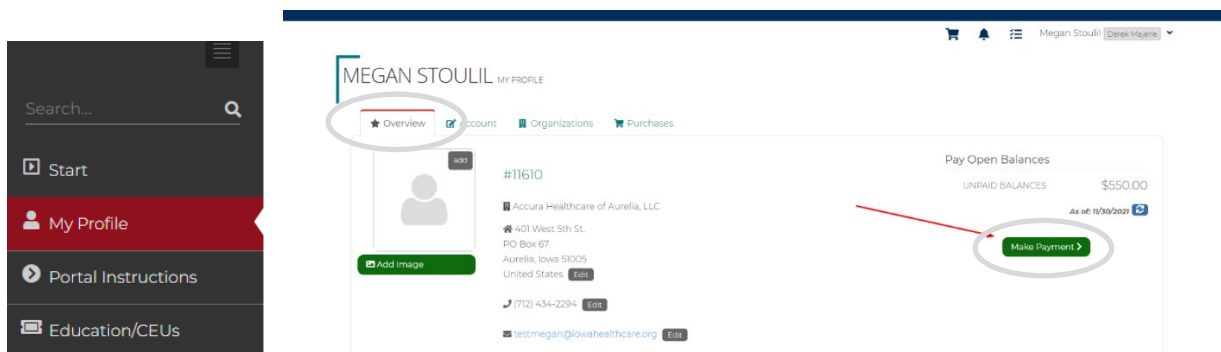 Search...
Start
My Profile
Portal Instructions
Education/CEUs
Megan Stoulil Derek Majerle
MEGAN STOULIL MY PROFILE
Overview Account Organizations Purchases
add
Add Image
#11610
Accura Healthcare of Aurelia, LLC
401 West 5th St.
PO Box 67
Aurelia, Iowa 51005
United States Edit
(712) 434-2294 Edit
testmegan@iowahealthcare.org Edit
Pay Open Balances
UNPAID BALANCES $550.00
As of: 11/30/2021
Make Payment